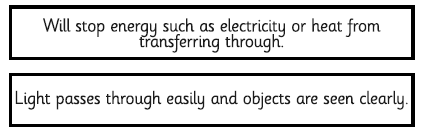 Will stop energy such as electricity or heat from
transferring through.
Light passes through easily and objects are seen clearly.